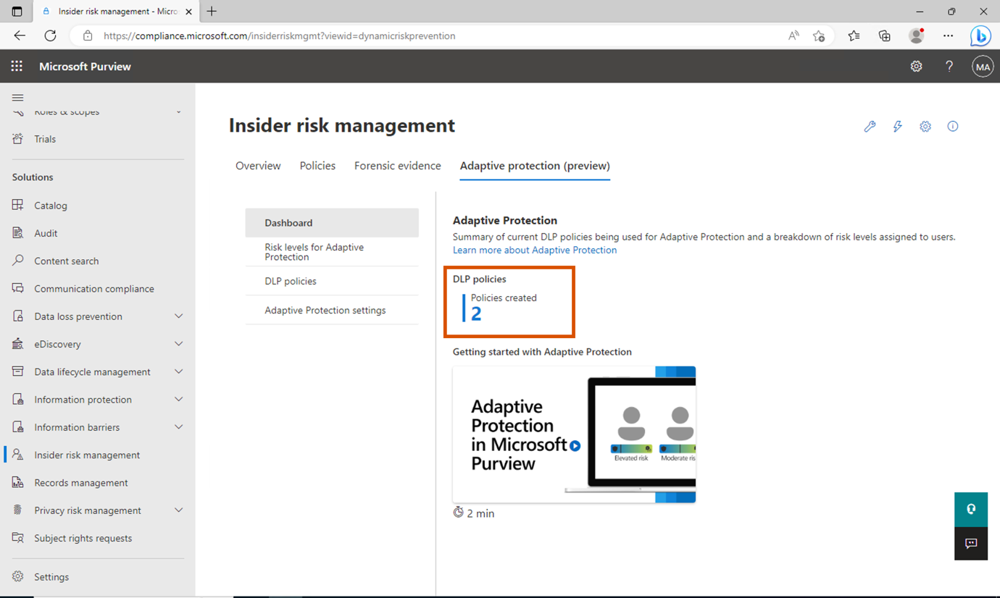 Insider risk management - Micro
https://compliance.microsoft.com/insiderriskmgmt?viewid=dynamicriskprevention
Microsoft Purview
MA
Roles & scopes
Trials
Solutions
Catalog
Audit
Content search
Communication compliance
Data loss prevention
eDiscovery
Data lifecycle management
Information protection
Information barriers
Insider risk management
Records management
Privacy risk management
Subject rights requests
Settings
Insider risk management
Overview
Policies
Forensic evidence
Adaptive protection (preview)
Dashboard
Risk levels for Adaptive
Protection
DLP policies
Adaptive Protection settings
Adaptive Protection
Summary of current DLP policies being used for Adaptive Protection and a breakdown of risk levels assigned to users.
Learn more about Adaptive Protection
DLP policies
Policies created
2
Getting started with Adaptive Protection
Adaptive
Protection
in Microsoft
Purview
Elevated risk
Moderate ris
2 min